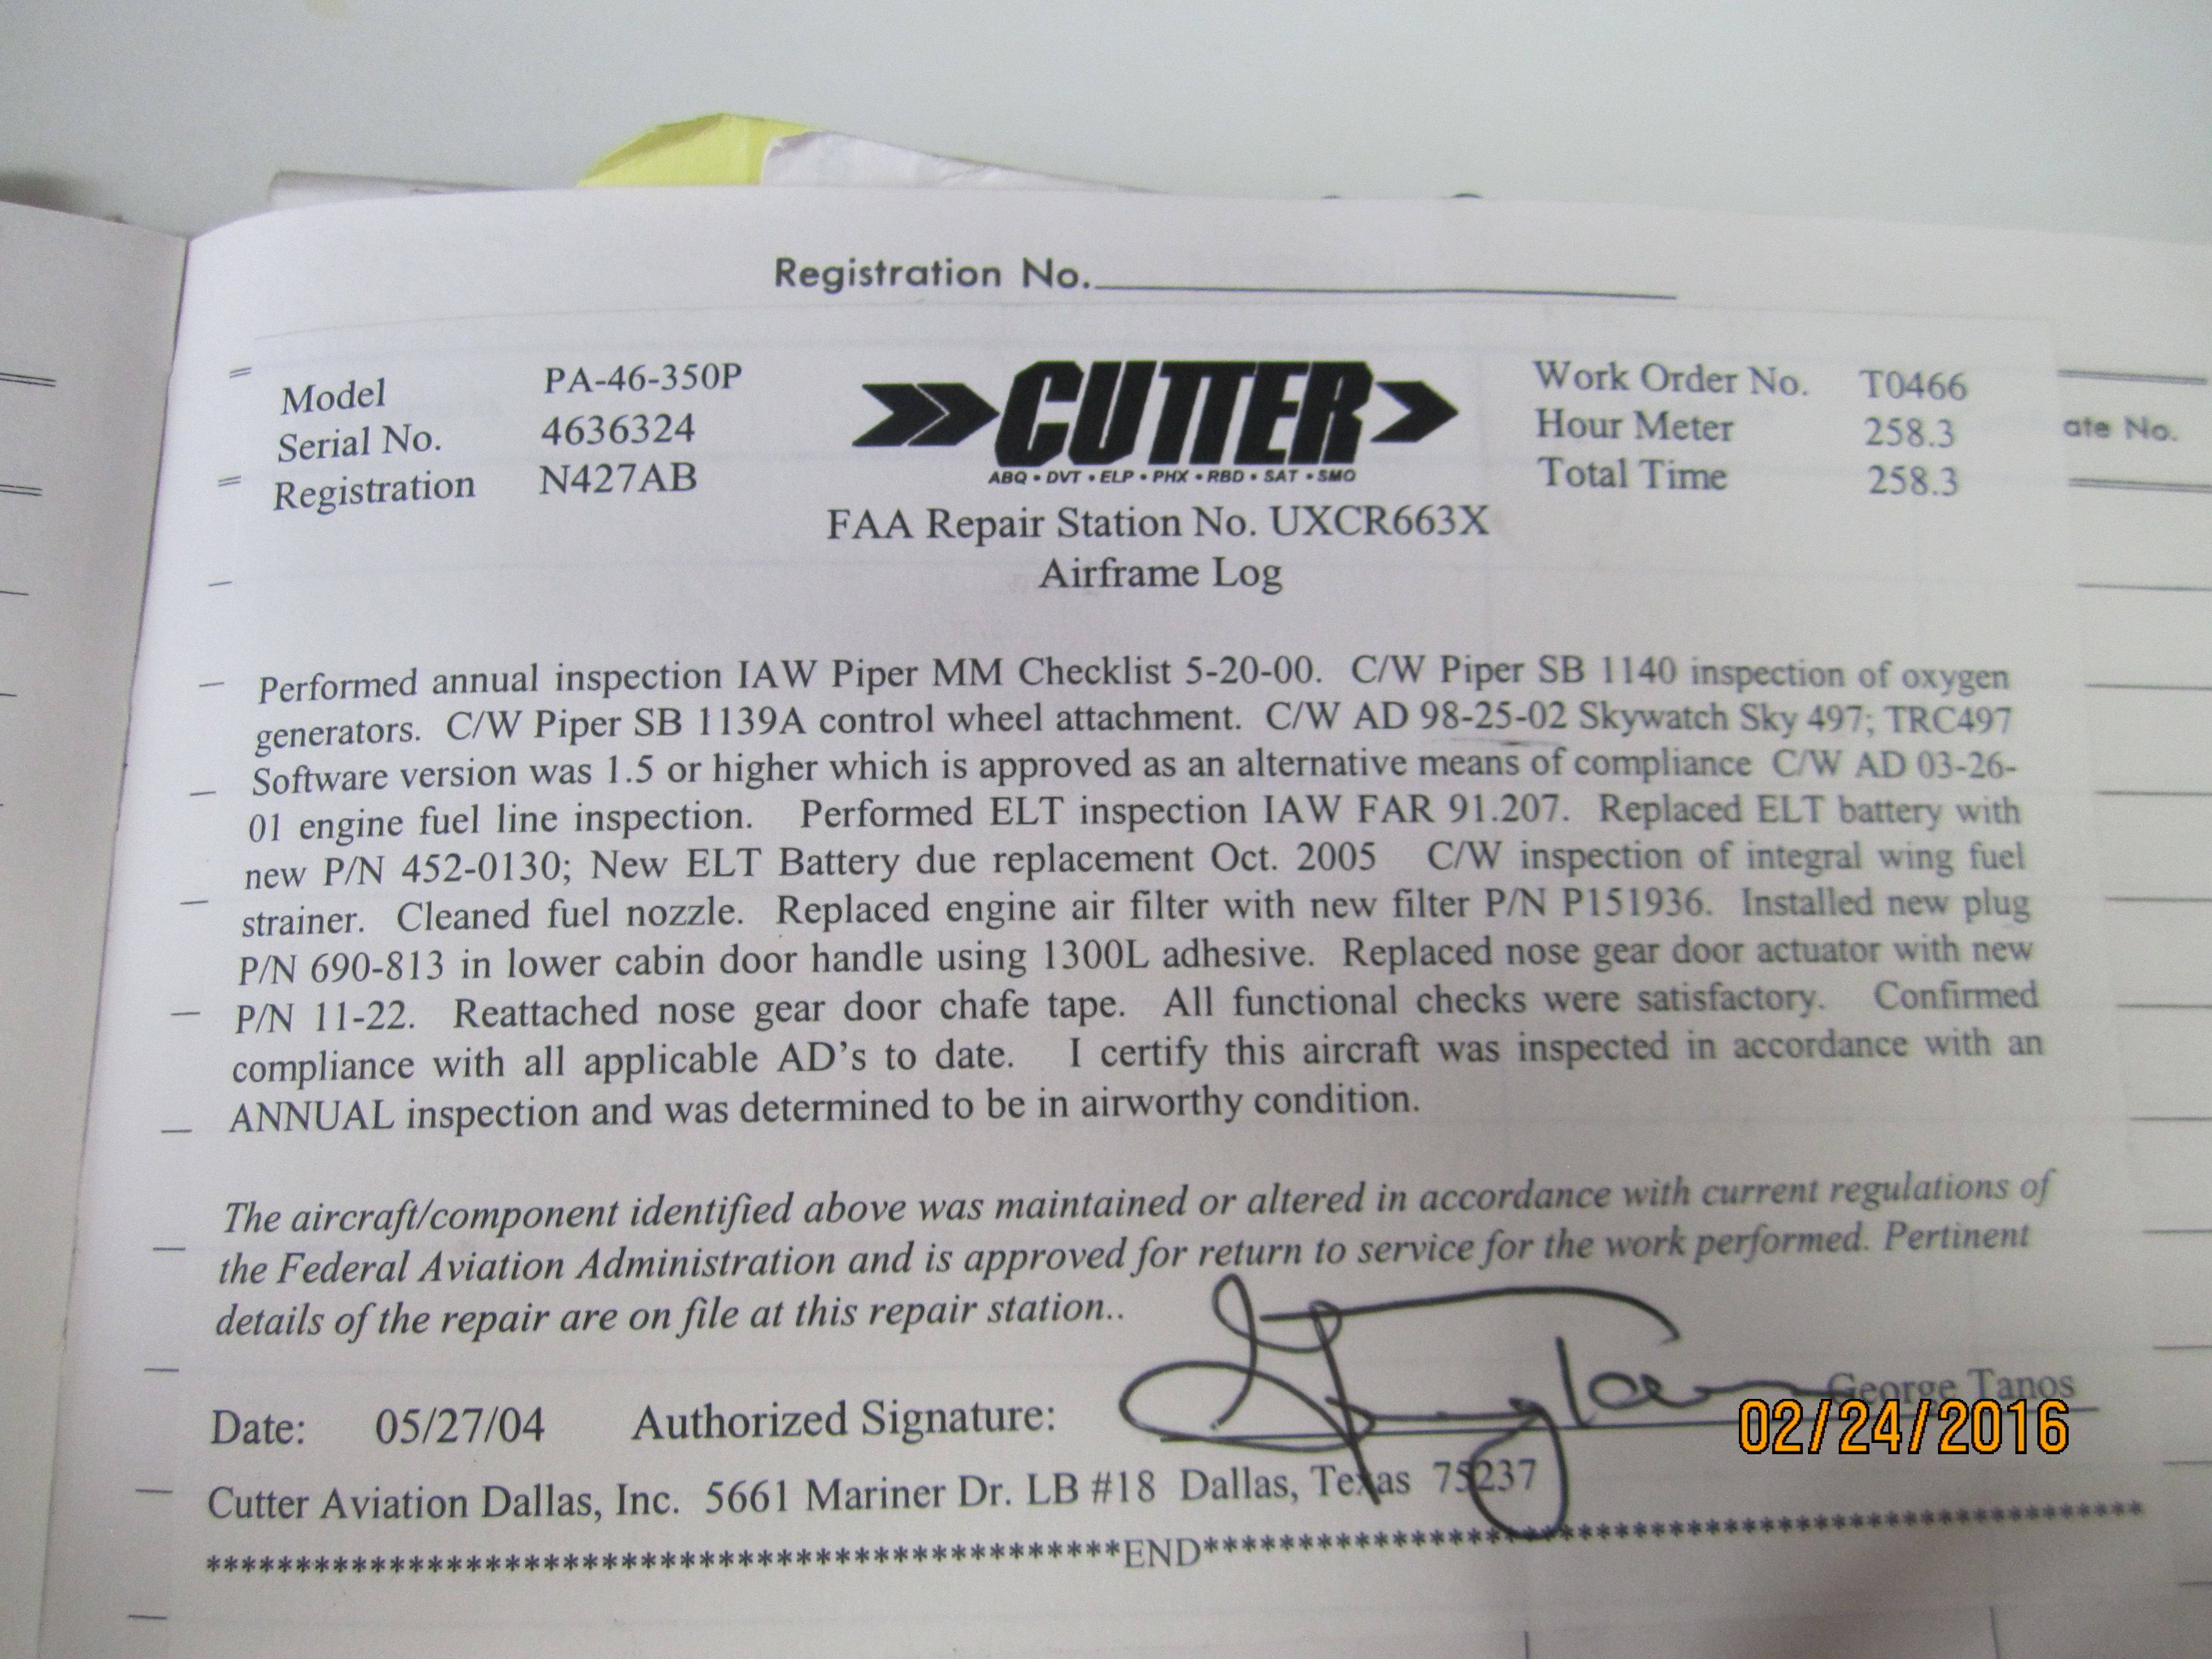 Registration No.
Model PA-46-350P
Serial No. 4636324
Registration N427AB
CUTTER
ABQ • DVT • ELP • PHX • RBD • SAT • SMO
Work Order No. T0466
Hour Meter 258.3
Total Time 258.3
ate No.
FAA Repair Station No. UXCR663X
Airframe Log
Performed annual inspection IAW Piper MM Checklist 5-20-00. C/W Piper SB 1140 inspection of oxygen
generators. C/W Piper SB 1139A control wheel attachment. C/W AD 98-25-02 Skywatch Sky 497; TRC497
Software version was 1.5 or higher which is approved as an alternative means of compliance C/W AD 03-26-
01 engine fuel line inspection. Performed ELT inspection IAW FAR 91.207. Replaced ELT battery with
new P/N 452-0130; New ELT Battery due replacement Oct. 2005 C/W inspection of integral wing fuel
strainer. Cleaned fuel nozzle. Replaced engine air filter with new filter P/N P151936. Installed new plug
P/N 690-813 in lower cabin door handle using 1300L adhesive. Replaced nose gear door actuator with new
P/N 11-22. Reattached nose gear door chafe tape. All functional checks were satisfactory. Confirmed
compliance with all applicable AD's to date. I certify this aircraft was inspected in accordance with an
ANNUAL inspection and was determined to be in airworthy condition.
The aircraft/component identified above was maintained or altered in accordance with current regulations of
the Federal Aviation Administration and is approved for return to service for the work performed. Pertinent
details of the repair are on file at this repair station..
Date: 05/27/04 Authorized Signature: George Tanos
02/24/2016
Cutter Aviation Dallas, Inc. 5661 Mariner Dr. LB #18 Dallas, Texas 75237
END